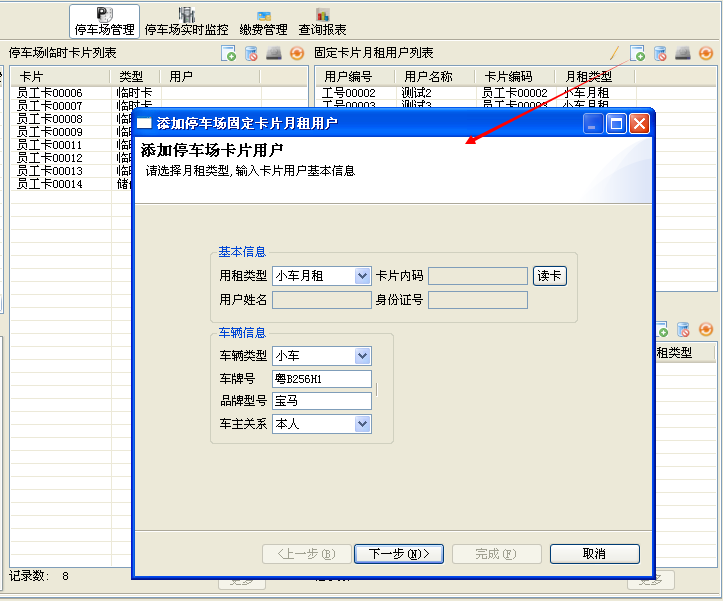 停车场管理 停车场实时监控 缴费管理 查询报表
停车场临时卡片列表 固定卡片月租用户列表
卡片 类型 用户 用户编号 用户名称 卡片编码 月租类型
员工卡00006 临时卡 工号00002 测试2 员工卡00002 小车月租
员工卡00007 临时卡 工号00003 测试3 员工卡00003 小车月租
员工卡00008 临时
员工卡00009 临时
员工卡00011 临时
员工卡00012 临时
员工卡00013 临时
员工卡00014 储
添加停车场固定卡片月租用户
添加停车场卡片用户
请选择月租类型,输入卡片用户基本信息
基本信息
用租类型 小车月租 卡片内码 读卡
用户姓名 身份证号
车辆信息
车辆类型 小车
车牌号 粤B256H1
品牌型号 宝马
车主关系 本人
租类型
<上一步(B) 下一步(N)> 完成(F) 取消
记录数: 8 更多 更多